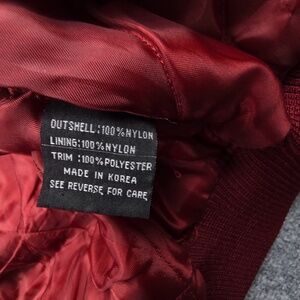 OUTSHELL:100%NYLON
LINING:100%NYLON
TRIM :100%POLYESTER
MADE IN KOREA
SEE REVERSE FOR CARE